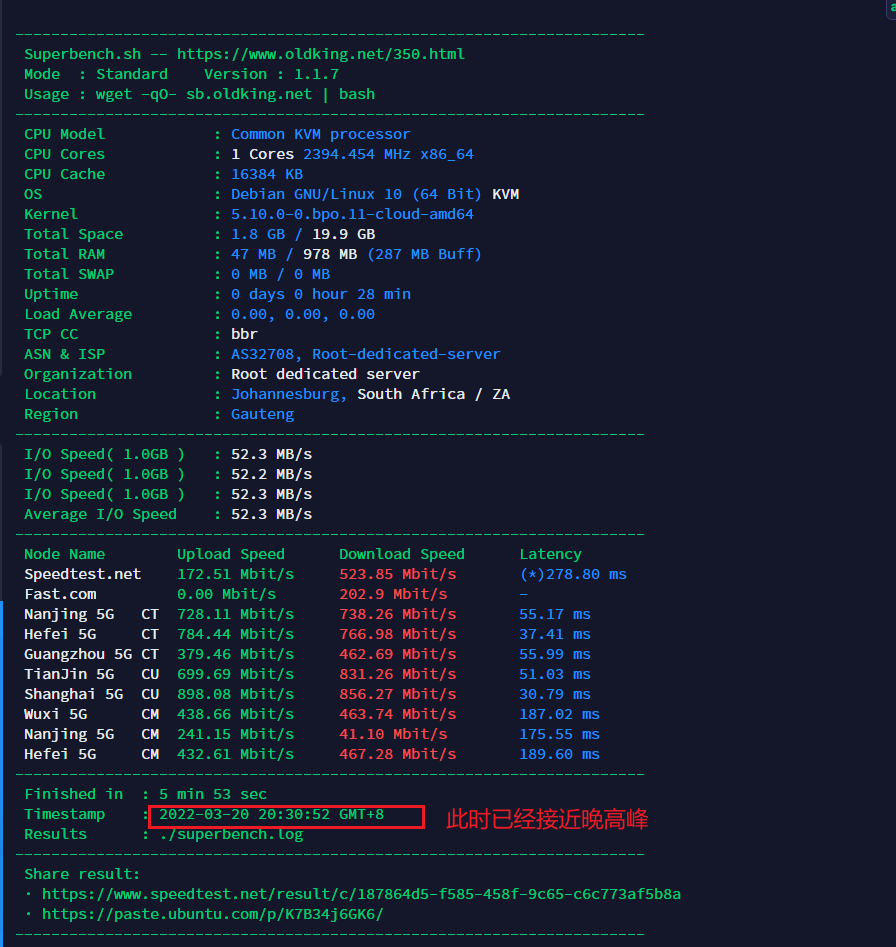 ----------------------------------------------------------------------
Superbench.sh -- https://www.oldking.net/350.html
Mode : Standard Version : 1.1.7
Usage : wget -qO- sb.oldking.net | bash
----------------------------------------------------------------------
CPU Model : Common KVM processor
CPU Cores : 1 Cores 2394.454 MHz x86_64
CPU Cache : 16384 KB
OS : Debian GNU/Linux 10 (64 Bit) KVM
Kernel : 5.10.0-0.bpo.11-cloud-amd64
Total Space : 1.8 GB / 19.9 GB
Total RAM : 47 MB / 978 MB (287 MB Buff)
Total SWAP : 0 MB / 0 MB
Uptime : 0 days 0 hour 28 min
Load Average : 0.00, 0.00, 0.00
TCP CC : bbr
ASN & ISP : AS32708, Root-dedicated-server
Organization : Root dedicated server
Location : Johannesburg, South Africa / ZA
Region : Gauteng
----------------------------------------------------------------------
I/O Speed( 1.0GB ) : 52.3 MB/s
I/O Speed( 1.0GB ) : 52.2 MB/s
I/O Speed( 1.0GB ) : 52.3 MB/s
Average I/O Speed : 52.3 MB/s
----------------------------------------------------------------------
Node Name Upload Speed Download Speed Latency
Speedtest.net 172.51 Mbit/s 523.85 Mbit/s (*)278.80 ms
Fast.com 0.00 Mbit/s 202.9 Mbit/s -
Nanjing 5G CT 728.11 Mbit/s 738.26 Mbit/s 55.17 ms
Hefei 5G CT 784.44 Mbit/s 766.98 Mbit/s 37.41 ms
Guangzhou 5G CT 379.46 Mbit/s 462.69 Mbit/s 55.99 ms
TianJin 5G CU 699.69 Mbit/s 831.26 Mbit/s 51.03 ms
Shanghai 5G CU 898.08 Mbit/s 856.27 Mbit/s 30.79 ms
Wuxi 5G CM 438.66 Mbit/s 463.74 Mbit/s 187.02 ms
Nanjing 5G CM 241.15 Mbit/s 41.10 Mbit/s 175.55 ms
Hefei 5G CM 432.61 Mbit/s 467.28 Mbit/s 189.60 ms
----------------------------------------------------------------------
Finished in : 5 min 53 sec
Timestamp : 2022-03-20 20:30:52 GMT+8 此时已经接近晚高峰
Results : ./superbench.log
----------------------------------------------------------------------
Share result:
· https://www.speedtest.net/result/c/187864d5-f585-458f-9c65-c6c773af5b8a
· https://paste.ubuntu.com/p/K7B34j6GK6/
----------------------------------------------------------------------